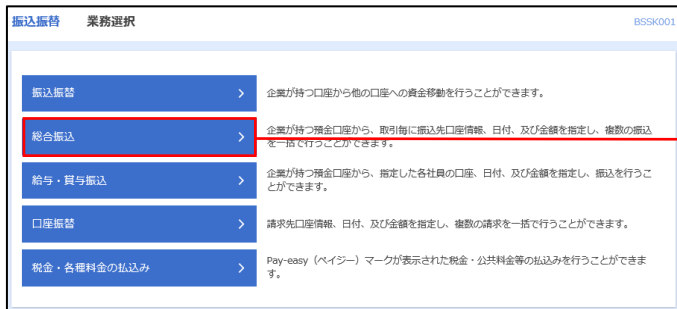 振込振替 業務選択 BSSK001
振込振替
企業が持つ口座から他の口座への資金移動を行うことができます。
総合振込
企業が持つ預金口座から、取引毎に振込先口座情報、日付、及び金額を指定し、複数の振込
を一括で行うことができます。
給与・賞与振込
企業が持つ預金口座から、指定した各社員の口座、日付、及び金額を指定し、振込を行うこ
とができます。
口座振替
請求先口座情報、日付、及び金額を指定し、複数の請求を一括で行うことができます。
税金・各種料金の払込み
Pay-easy（ペイジー）マークが表示された税金・公共料金等の払込みを行うことができま
す。